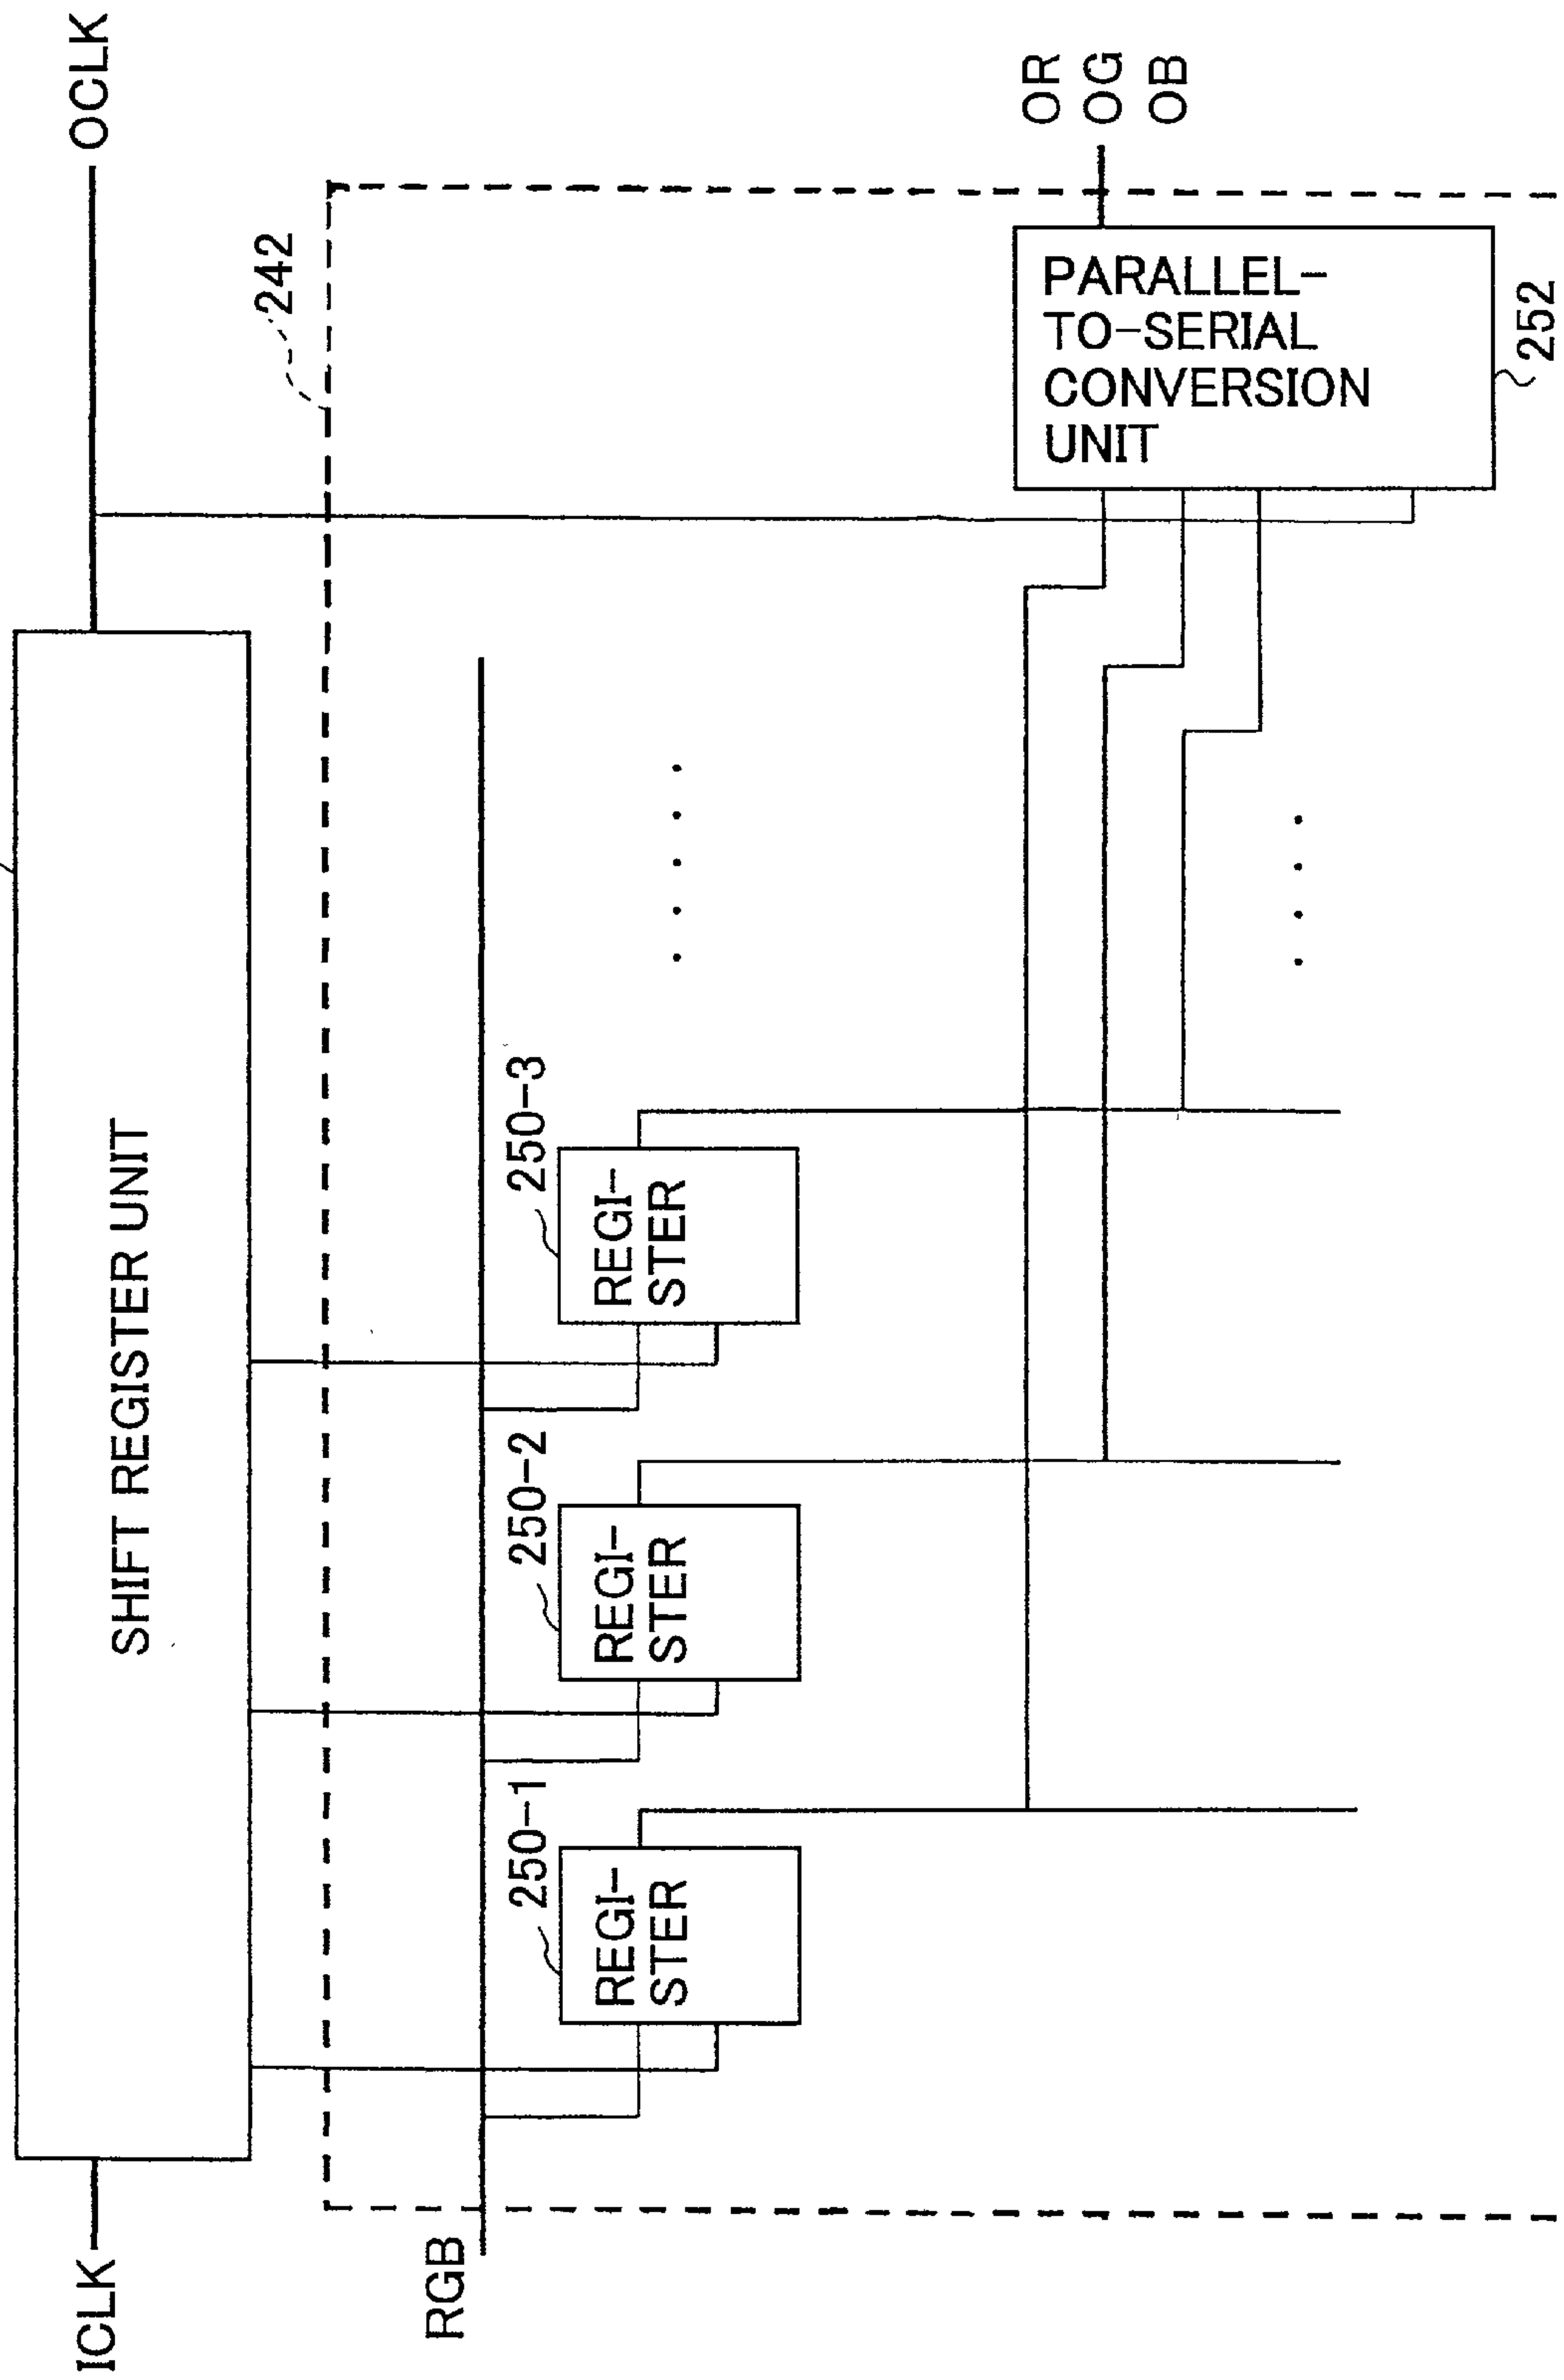 ICLK
SHIFT REGISTER UNIT
OCLK
242
RGB
250-1
REGI-
STER
250-2
REGI-
STER
250-3
REGI-
STER
OR
OG
OB
PARALLEL-
TO-SERIAL
CONVERSION
UNIT
252